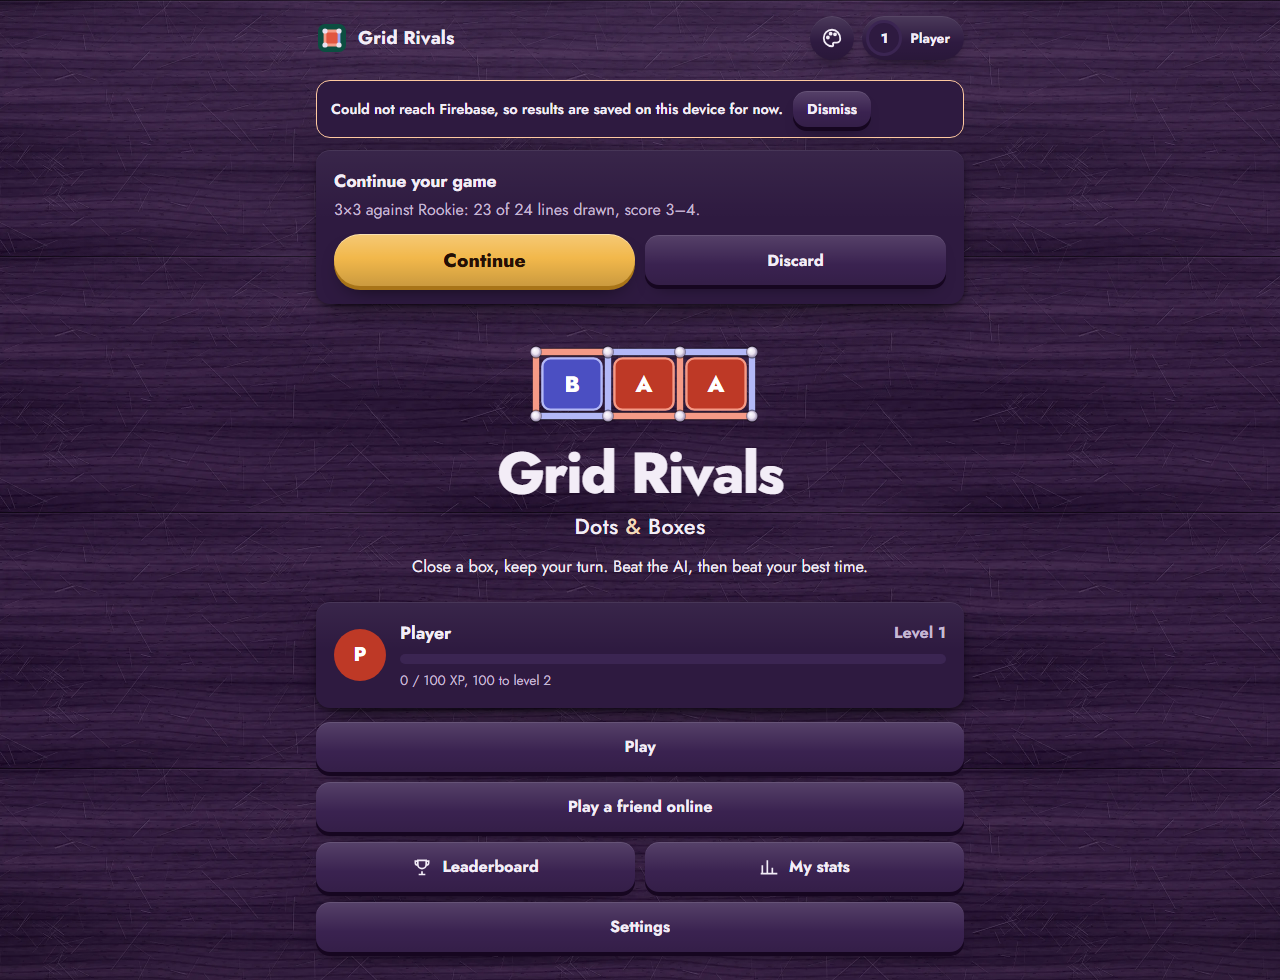 Grid Rivals
1 Player
Could not reach Firebase, so results are saved on this device for now. Dismiss
Continue your game
3×3 against Rookie: 23 of 24 lines drawn, score 3–4.
Continue Discard
B A A
Grid Rivals
Dots & Boxes
Close a box, keep your turn. Beat the AI, then beat your best time.
P Player Level 1
0 / 100 XP, 100 to level 2
Play
Play a friend online
Leaderboard My stats
Settings